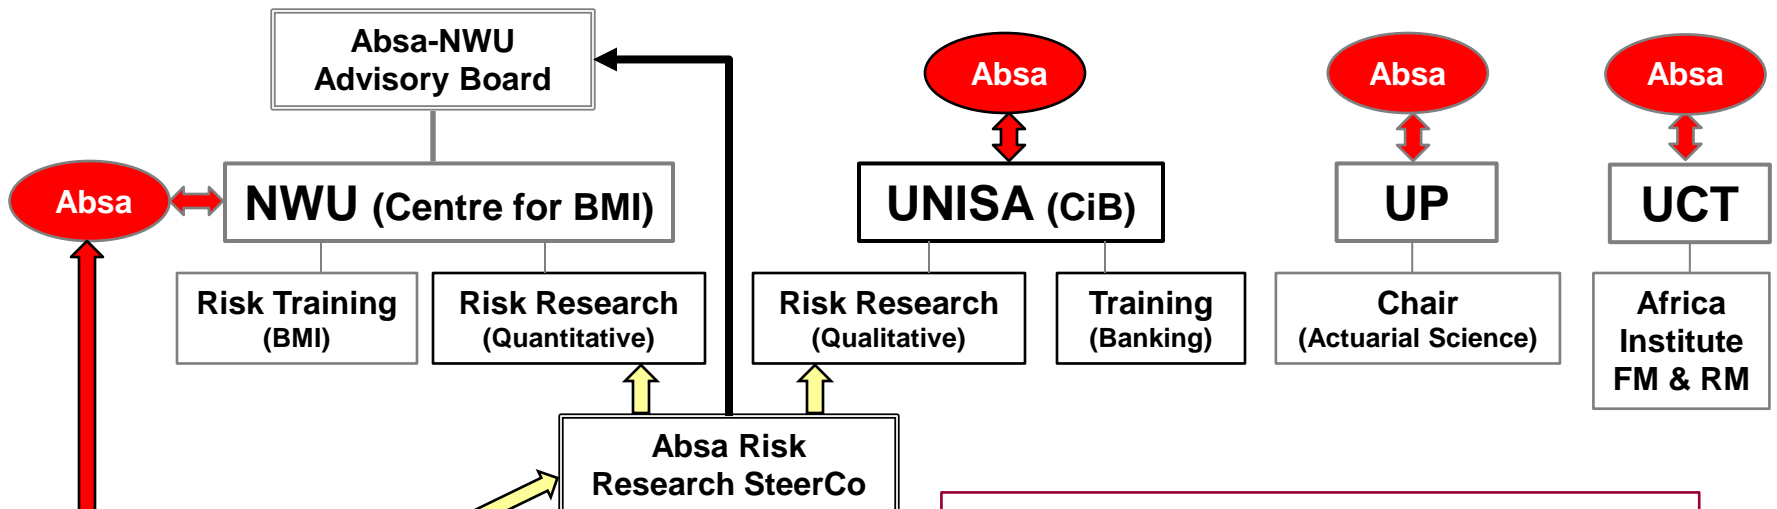 Absa-NWU
Advisory Board
Absa
Absa
Absa
Absa
NWU (Centre for BMI)
UNISA (CiB)
UP
UCT
Risk Training
(BMI)
Risk Research
(Quantitative)
Risk Research
(Qualitative)
Training
(Banking)
Chair
(Actuarial Science)
Africa
Institute
FM & RM
Absa Risk
Research SteerCo